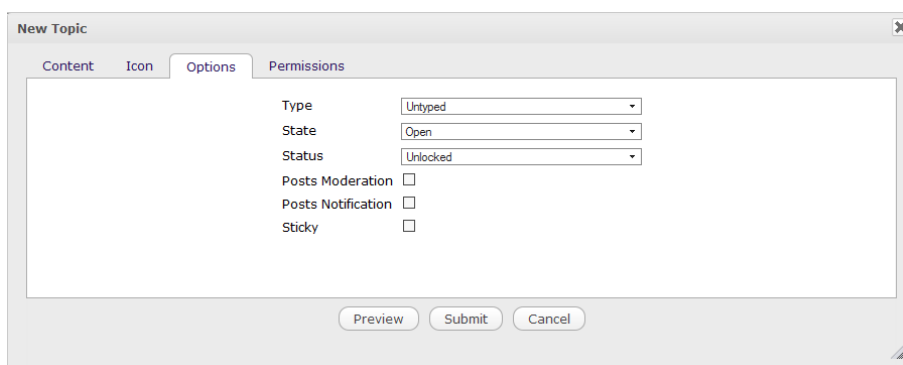 New Topic
Content Icon Options Permissions
Type Untyped
State Open
Status Unlocked
Posts Moderation
Posts Notification
Sticky
Preview Submit Cancel